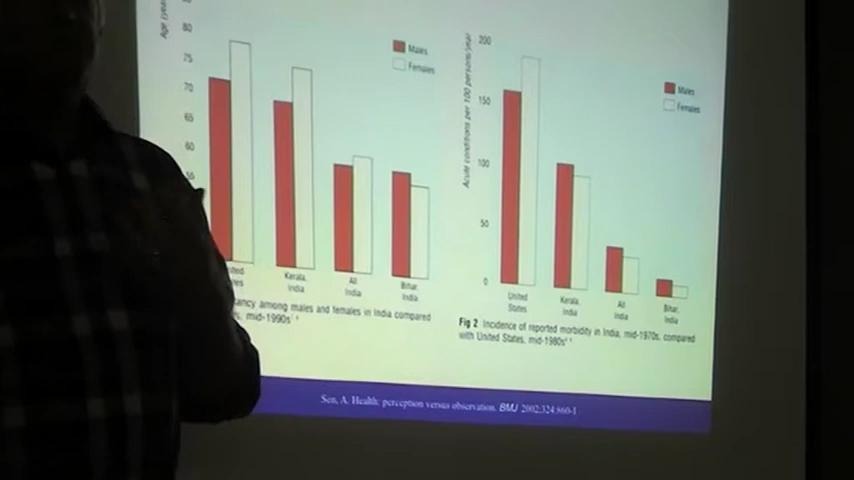 Age (year
80
75
70
65
60
Males
Females
Kerala,
India
All
India
Bihar,
India
ancy among males and females in India compared
s, mid-1990s
Acute conditions per 100 persons/year
200
150
100
50
0
Males
Females
United
States
Kerala,
India
All
India
Bihar,
India
Fig 2 Incidence of reported morbidity in India, mid-1970s, compared
with United States, mid-1980s
Sen, A. Health: perception versus observation. BMJ 2002;324:860-1